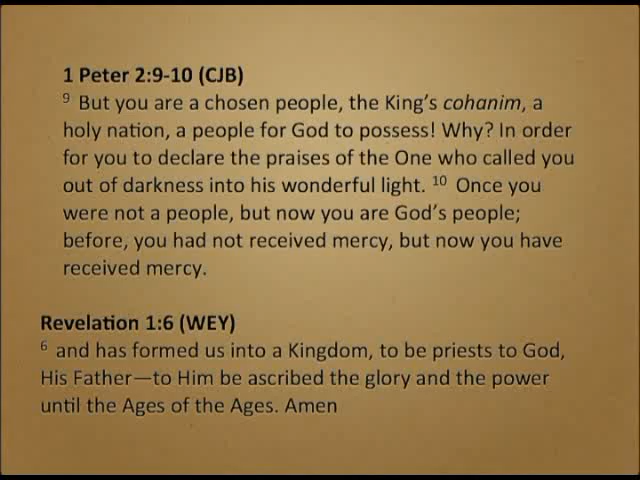 1 Peter 2:9-10 (CJB)
9 But you are a chosen people, the King's cohanim, a
holy nation, a people for God to possess! Why? In order
for you to declare the praises of the One who called you
out of darkness into his wonderful light. 10 Once you
were not a people, but now you are God's people;
before, you had not received mercy, but now you have
received mercy.
Revelation 1:6 (WEY)
6 and has formed us into a Kingdom, to be priests to God,
His Father—to Him be ascribed the glory and the power
until the Ages of the Ages. Amen